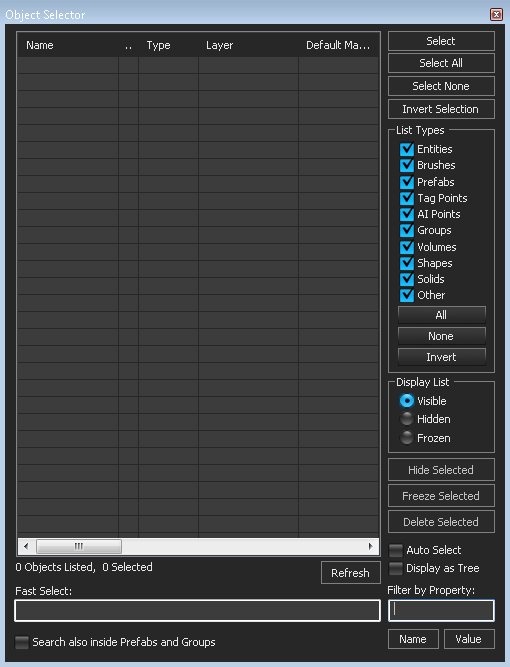 Object Selector
Name .. Type Layer Default Ma...
Select
Select All
Select None
Invert Selection
List Types
Entities
Brushes
Prefabs
Tag Points
AI Points
Groups
Volumes
Shapes
Solids
Other
All
None
Invert
Display List
Visible
Hidden
Frozen
Hide Selected
Freeze Selected
Delete Selected
Auto Select
Display as Tree
0 Objects Listed, 0 Selected
Refresh
Fast Select:
Filter by Property:
Search also inside Prefabs and Groups
Name Value